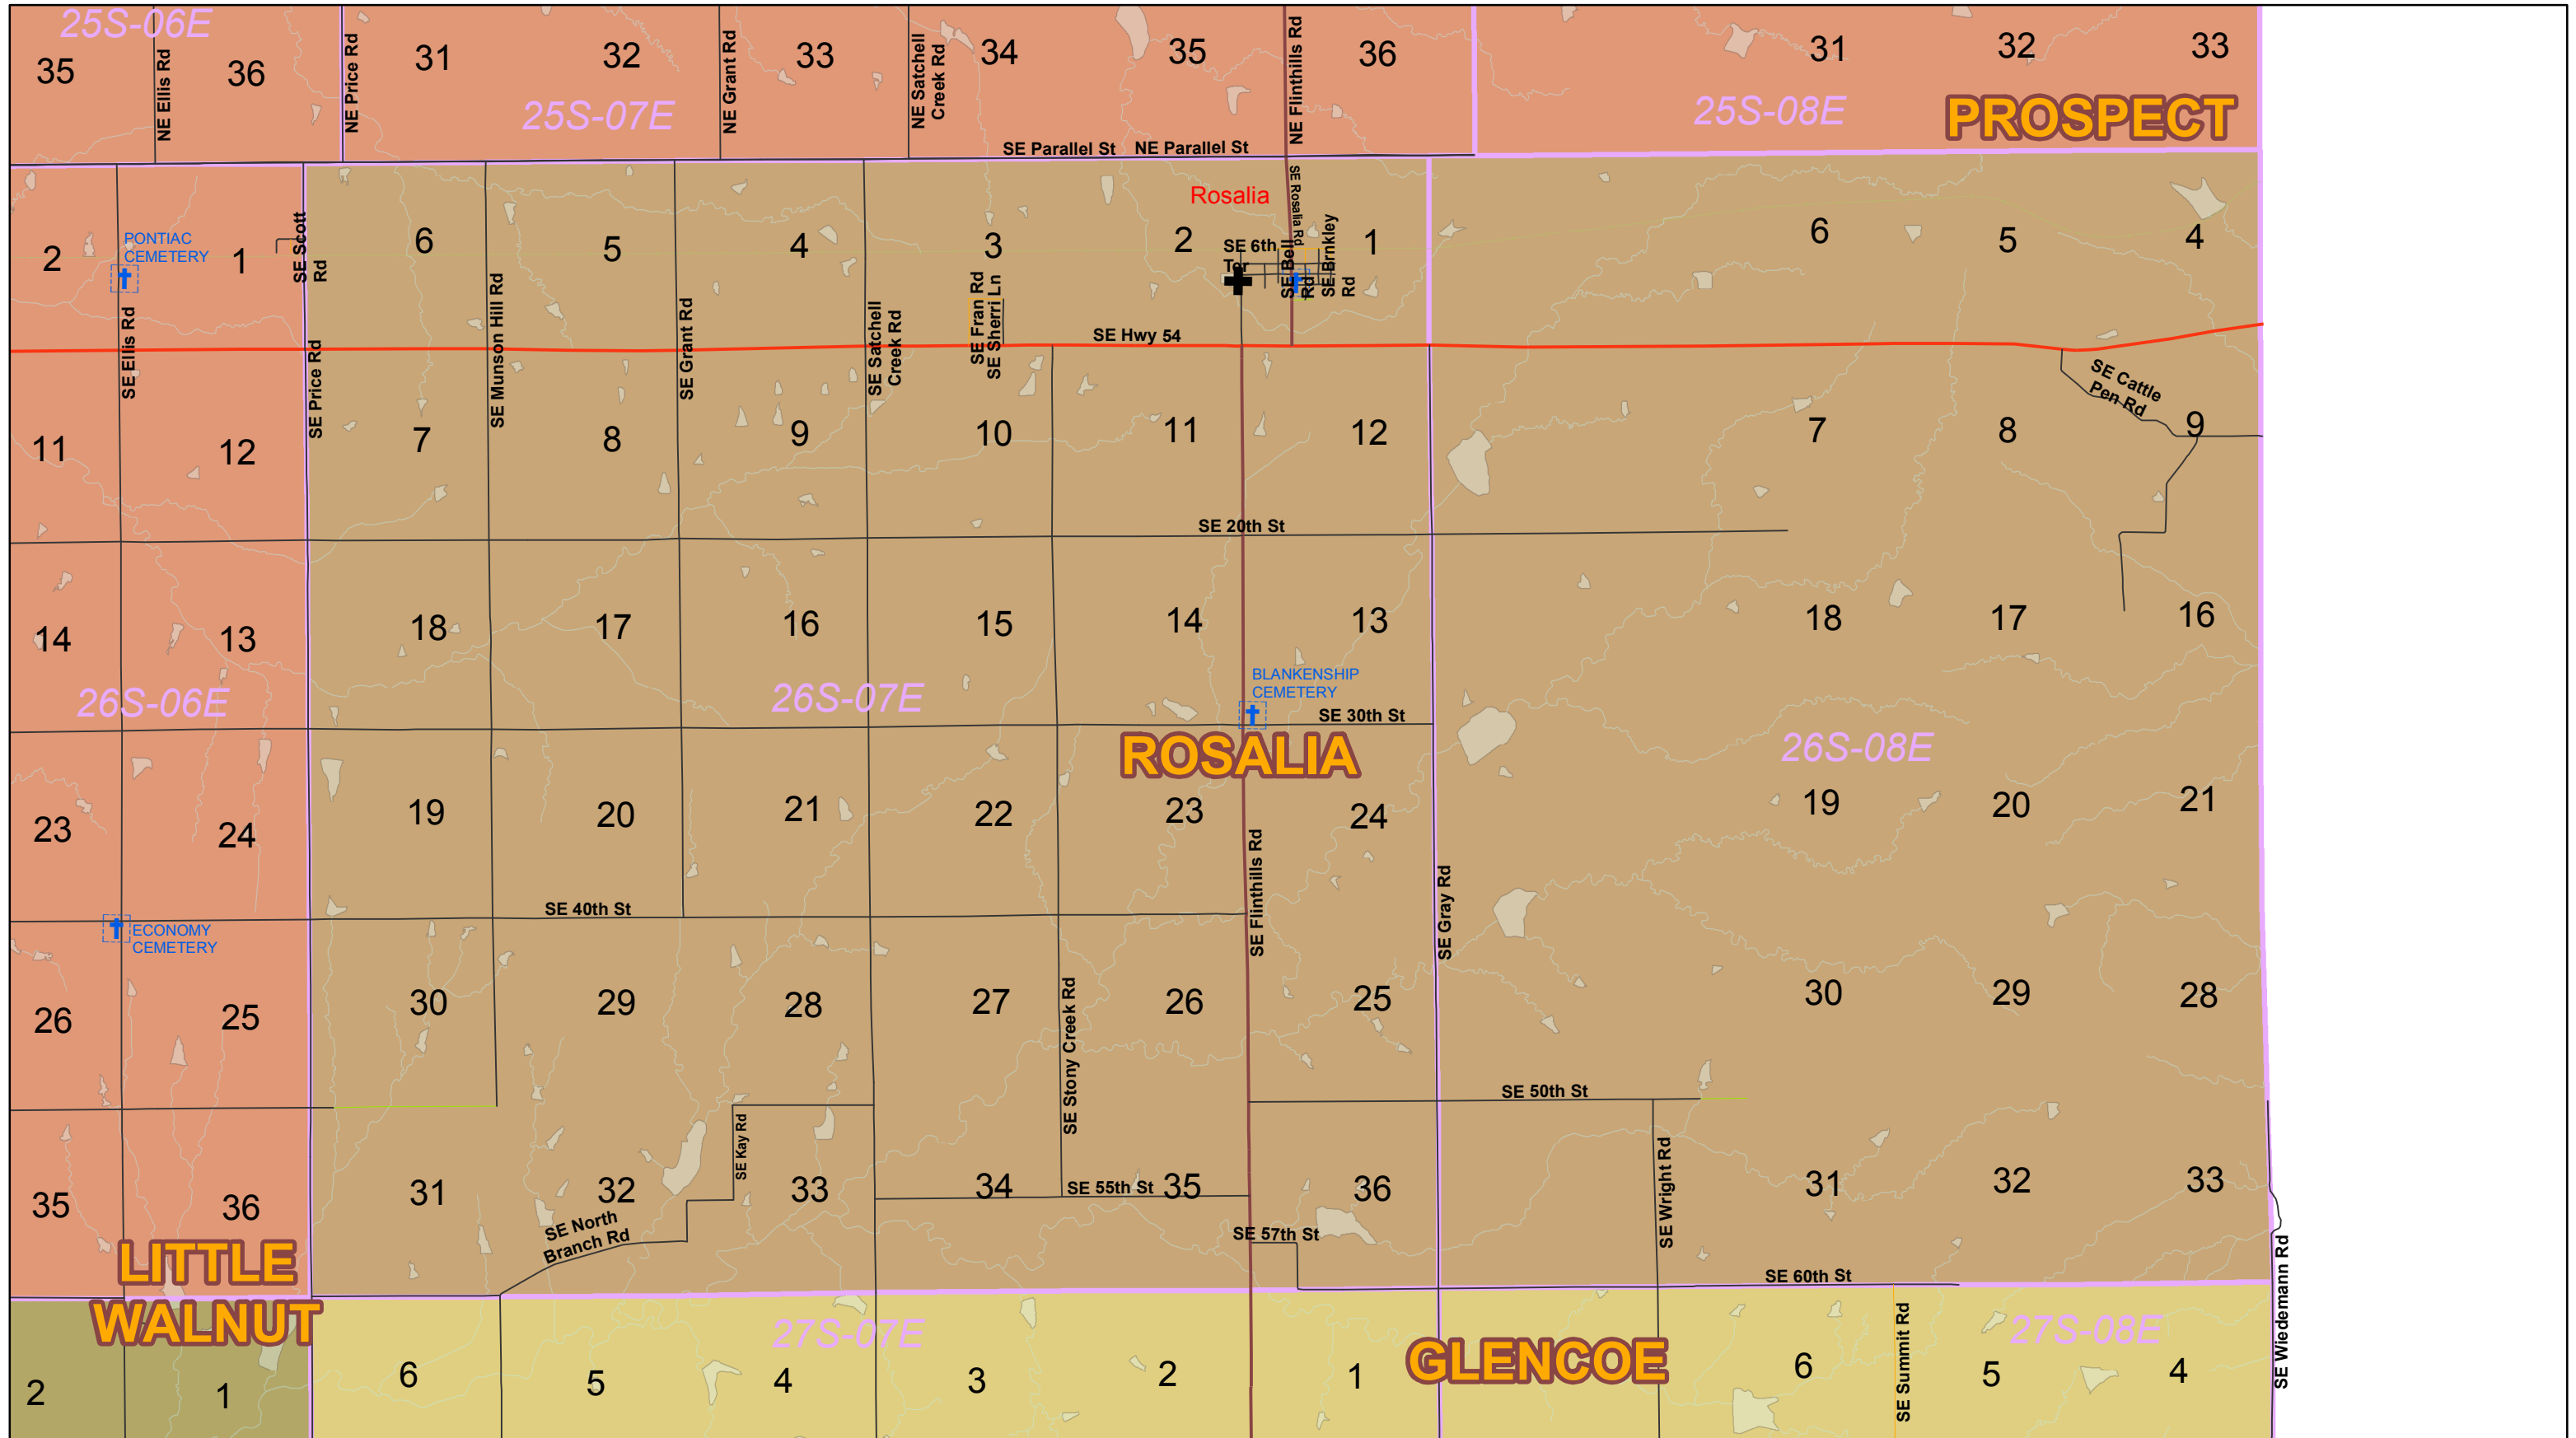 25S-06E
35
NE Ellis Rd
36
NE Price Rd
31
32
25S-07E
NE Grant Rd
33
NE Satchell
Creek Rd
34
35
NE Flinthills Rd
36
31
32
33
25S-08E
PROSPECT
SE Parallel St
NE Parallel St
2
PONTIAC
CEMETERY
1
SE Scott
Rd
6
5
4
3
2
Rosalia
SE Rosalia Rd
SE 6th
Ter
SE Bell
Rd
SE Brnkley
Rd
1
6
5
4
SE Ellis Rd
SE Price Rd
SE Munson Hill Rd
SE Grant Rd
SE Satchell
Creek Rd
SE Fran Rd
SE Sherri Ln
SE Hwy 54
SE Cattle
Pen Rd
11
12
7
8
9
10
11
12
7
8
9
SE 20th St
14
13
18
17
16
15
14
13
18
17
16
26S-06E
26S-07E
BLANKENSHIP
CEMETERY
SE 30th St
ROSALIA
26S-08E
23
24
19
20
21
22
23
24
19
20
21
SE Flinthills Rd
SE Gray Rd
SE 40th St
ECONOMY
CEMETERY
26
25
30
29
28
27
26
25
30
29
28
SE Stony Creek Rd
SE 50th St
SE Kay Rd
SE Wright Rd
35
36
31
32
33
34
SE 55th St
35
36
31
32
33
SE North
Branch Rd
SE 57th St
SE 60th St
SE Wiedemann Rd
LITTLE
WALNUT
27S-07E
GLENCOE
27S-08E
SE Summit Rd
2
1
6
5
4
3
2
1
6
5
4